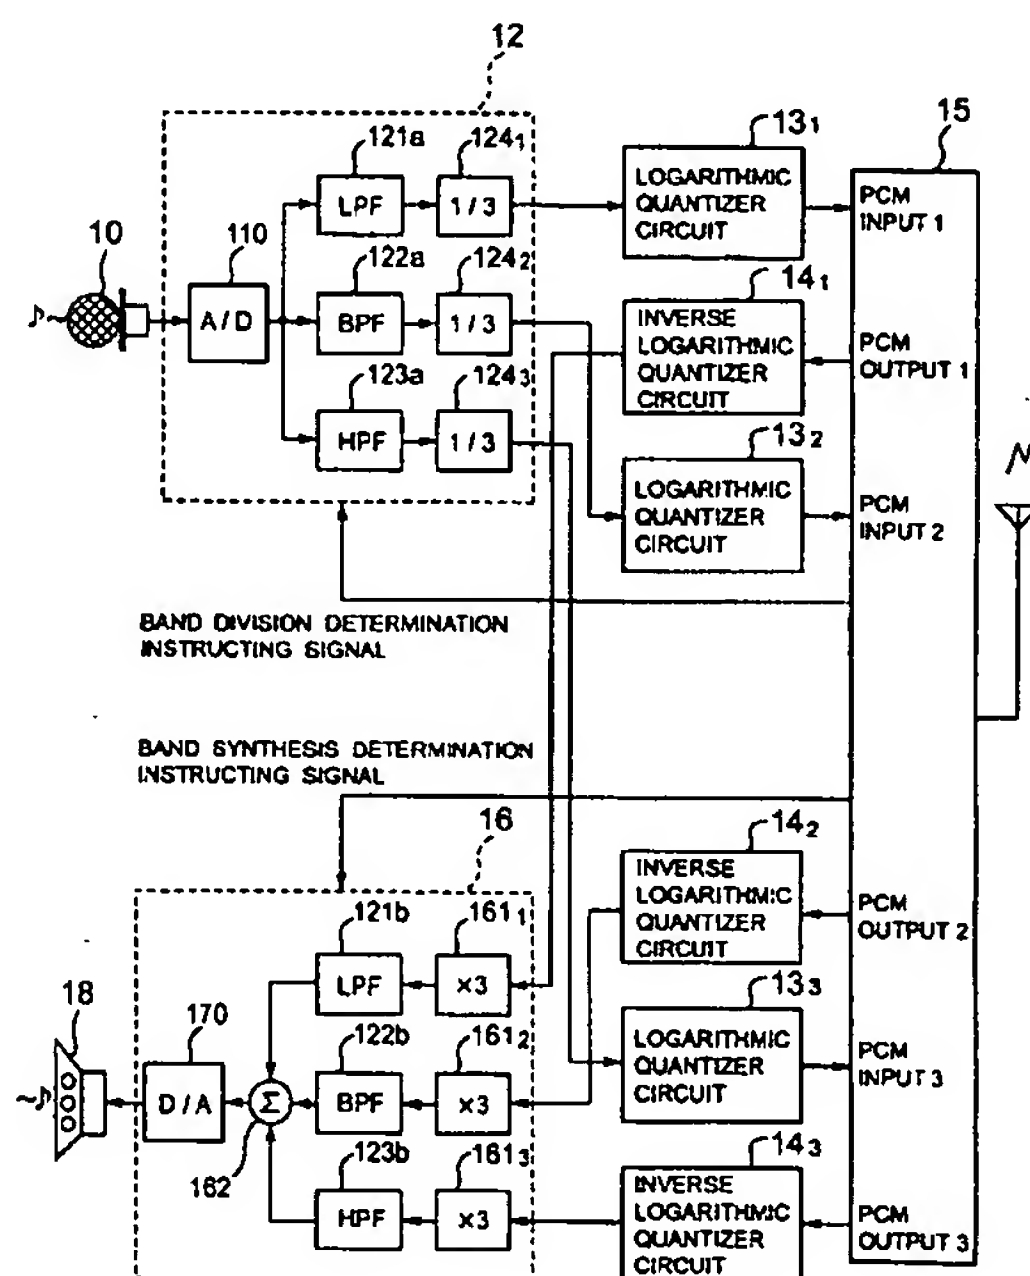 12
121a
124₁
13₁
15
LPF
1/3
LOGARITHMIC
QUANTIZER
CIRCUIT
PCM
INPUT 1
10
110
122a
124₂
14₁
A/D
BPF
1/3
INVERSE
LOGARITHMIC
QUANTIZER
CIRCUIT
PCM
OUTPUT 1
123a
124₃
13₂
HPF
1/3
LOGARITHMIC
QUANTIZER
CIRCUIT
PCM
INPUT 2
BAND DIVISION DETERMINATION
INSTRUCTING SIGNAL
BAND SYNTHESIS DETERMINATION
INSTRUCTING SIGNAL
16
14₂
121b
161₁
INVERSE
LOGARITHMIC
QUANTIZER
CIRCUIT
PCM
OUTPUT 2
LPF
×3
18
170
122b
161₂
13₃
D/A
Σ
BPF
×3
LOGARITHMIC
QUANTIZER
CIRCUIT
PCM
INPUT 3
162
123b
161₃
14₃
HPF
×3
INVERSE
LOGARITHMIC
QUANTIZER
CIRCUIT
PCM
OUTPUT 3